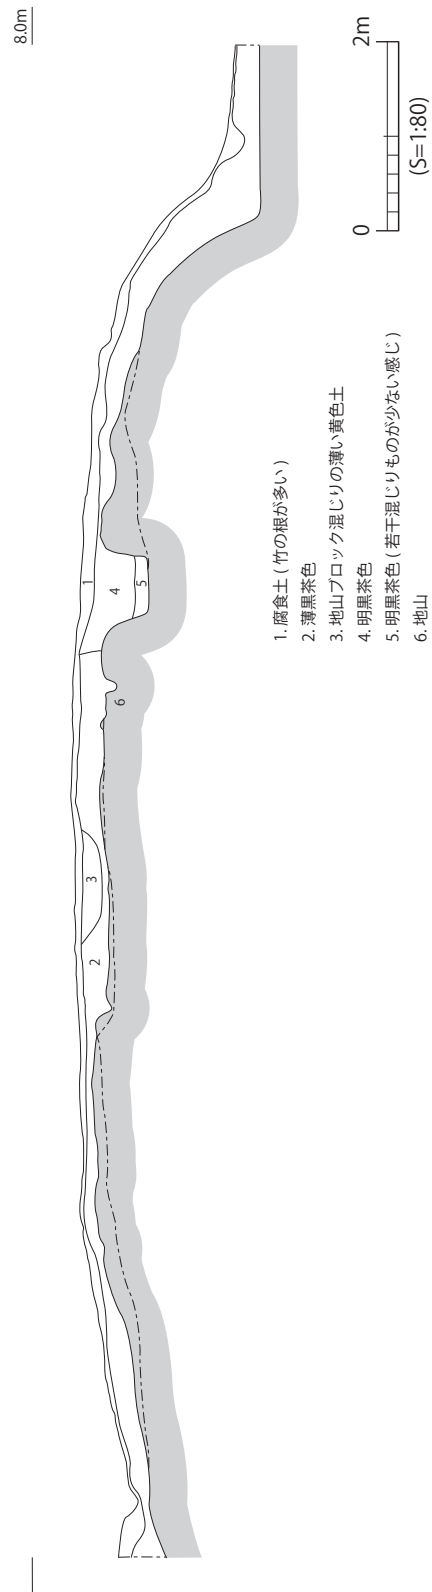 8.0m
1
2
3
4
5
6
1. 腐食土 ( 竹の根が多い )
2. 薄黒茶色
3. 地山ブロック混じりの薄い黄色土
4. 明黒茶色
5. 明黒茶色 ( 若干混じりものが少ない感じ )
6. 地山
0
2m
(S=1:80)